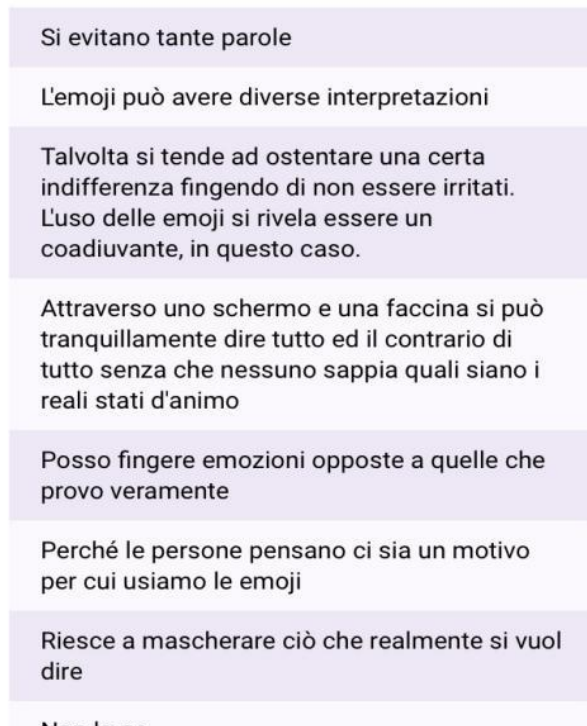 Si evitano tante parole
L'emoji può avere diverse interpretazioni
Talvolta si tende ad ostentare una certa
indifferenza fingendo di non essere irritati.
L'uso delle emoji si rivela essere un
coadiuvante, in questo caso.
Attraverso uno schermo e una faccina si può
tranquillamente dire tutto ed il contrario di
tutto senza che nessuno sappia quali siano i
reali stati d'animo
Posso fingere emozioni opposte a quelle che
provo veramente
Perché le persone pensano ci sia un motivo
per cui usiamo le emoji
Riesce a mascherare ciò che realmente si vuol
dire